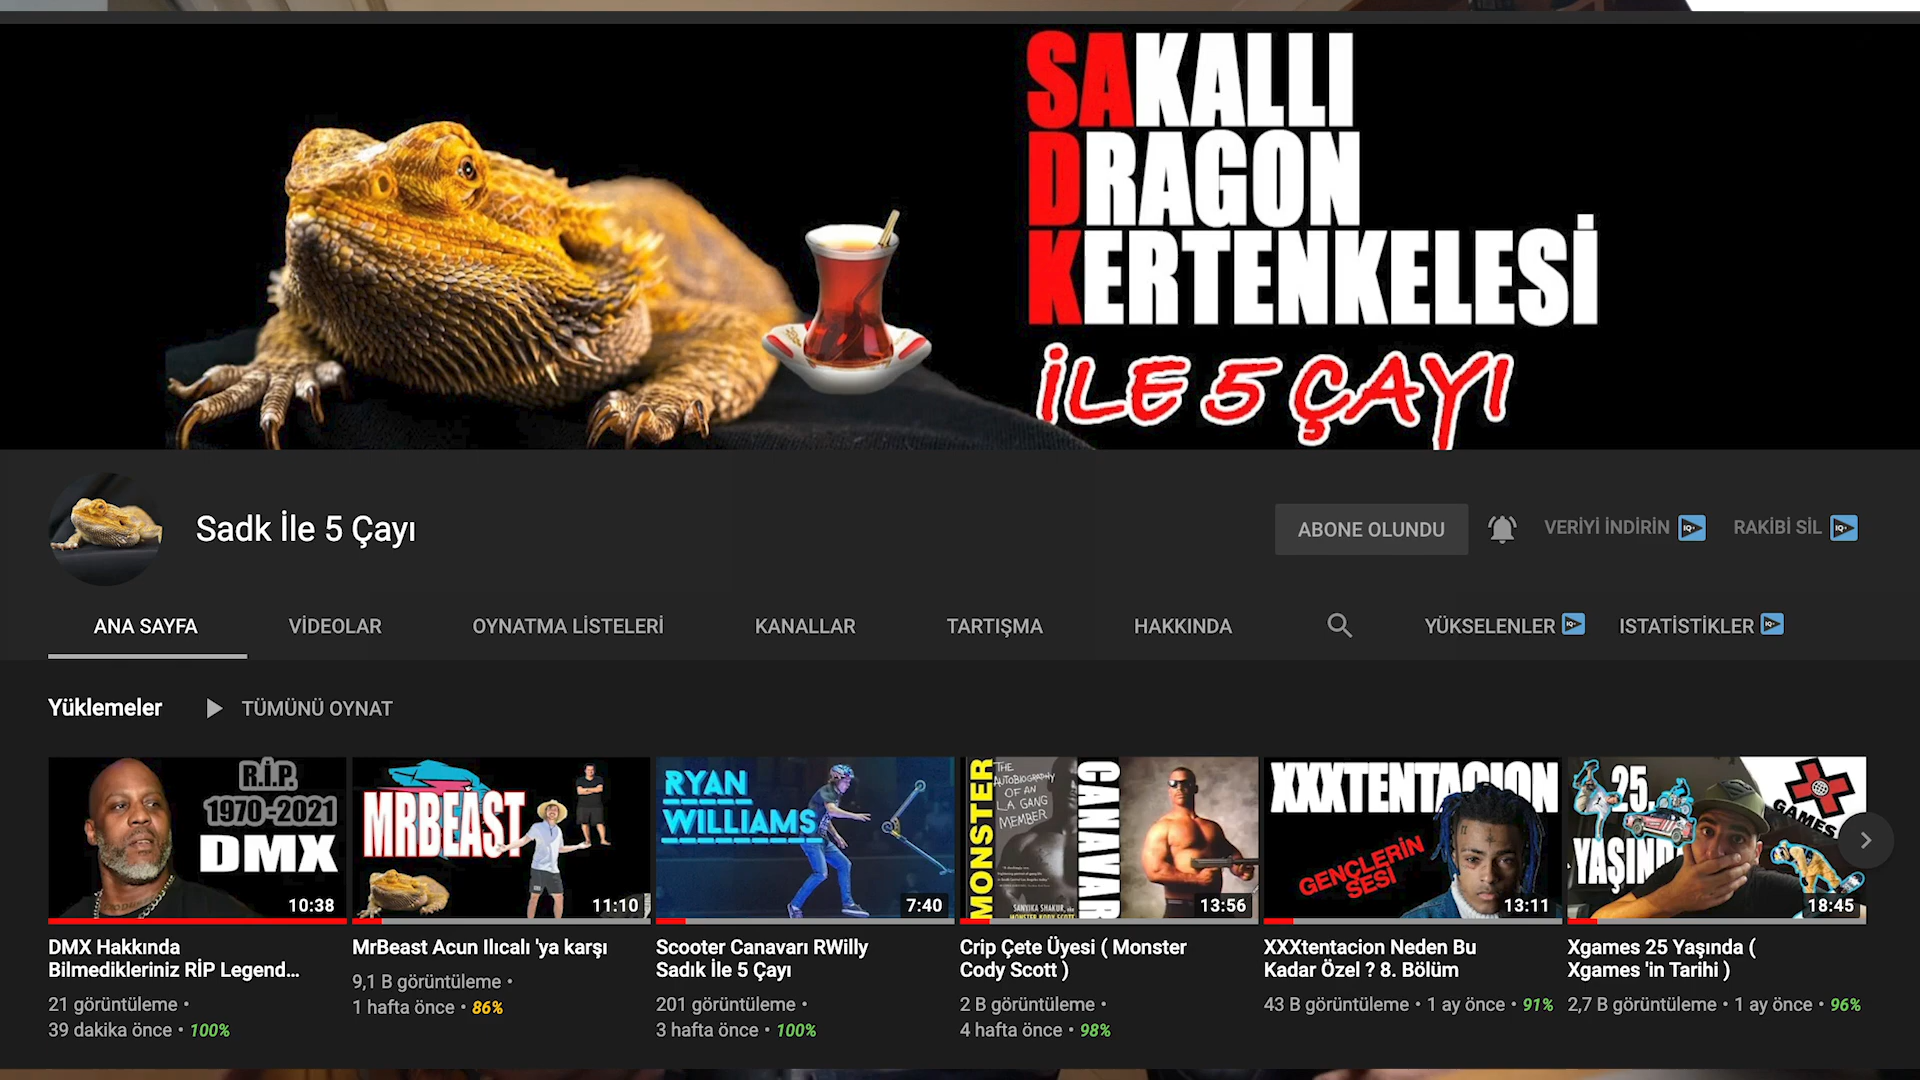 SAKALLI
DRAGON
KERTENKELESİ
İLE 5 ÇAYI
Sadk İle 5 Çayı
ABONE OLUNDU
VERİYİ İNDİRİN
RAKİBİ SİL
ANA SAYFA
VİDEOLAR
OYNATMA LİSTELERİ
KANALLAR
TARTIŞMA
HAKKINDA
YÜKSELENLER
ISTATİSTİKLER
Yüklemeler
TÜMÜNÜ OYNAT
R.İ.P.
1970-2021
DMX
10:38
DMX Hakkında
Bilmedikleriniz RİP Legend...
21 görüntüleme •
39 dakika önce • 100%
MRBEAST
11:10
MrBeast Acun Ilıcalı 'ya karşı
9,1 B görüntüleme •
1 hafta önce • 86%
RYAN
WILLIAMS
7:40
Scooter Canavarı RWilly
Sadık İle 5 Çayı
201 görüntüleme •
3 hafta önce • 100%
MONSTER
THE
AUTOBIOGRAPHY
OF AN
L.A. GANG
MEMBER
SANYIKA SHAKUR,
MONSTER KODY SCOTT
CANAVAR
13:56
Crip Çete Üyesi ( Monster
Cody Scott )
2 B görüntüleme •
4 hafta önce • 98%
XXXTENTACION
GENÇLERİN
SESİ
13:11
XXXtentacion Neden Bu
Kadar Özel ? 8. Bölüm
43 B görüntüleme • 1 ay önce • 91%
25.
YAŞIND
X
GAMES
18:45
Xgames 25 Yaşında (
Xgames 'in Tarihi )
2,7 B görüntüleme • 1 ay önce • 96%